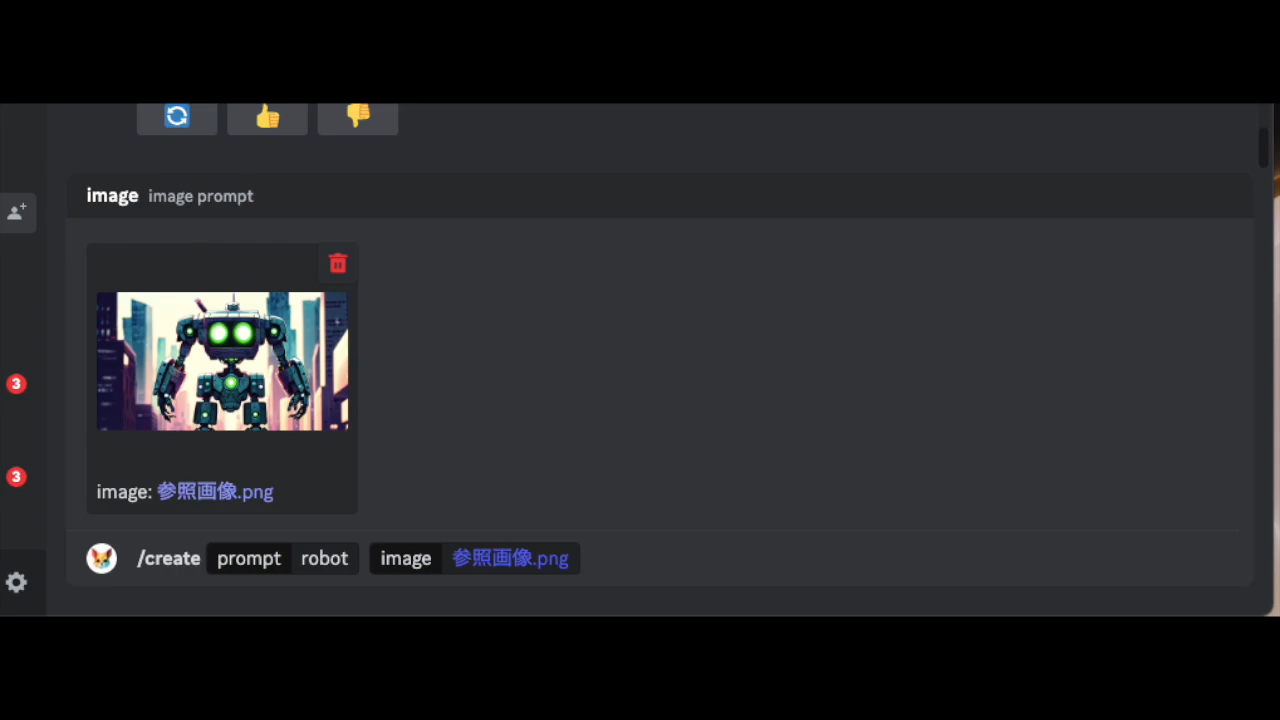 image image prompt
3
3
image: 参照画像.png
/create prompt robot image 参照画像.png